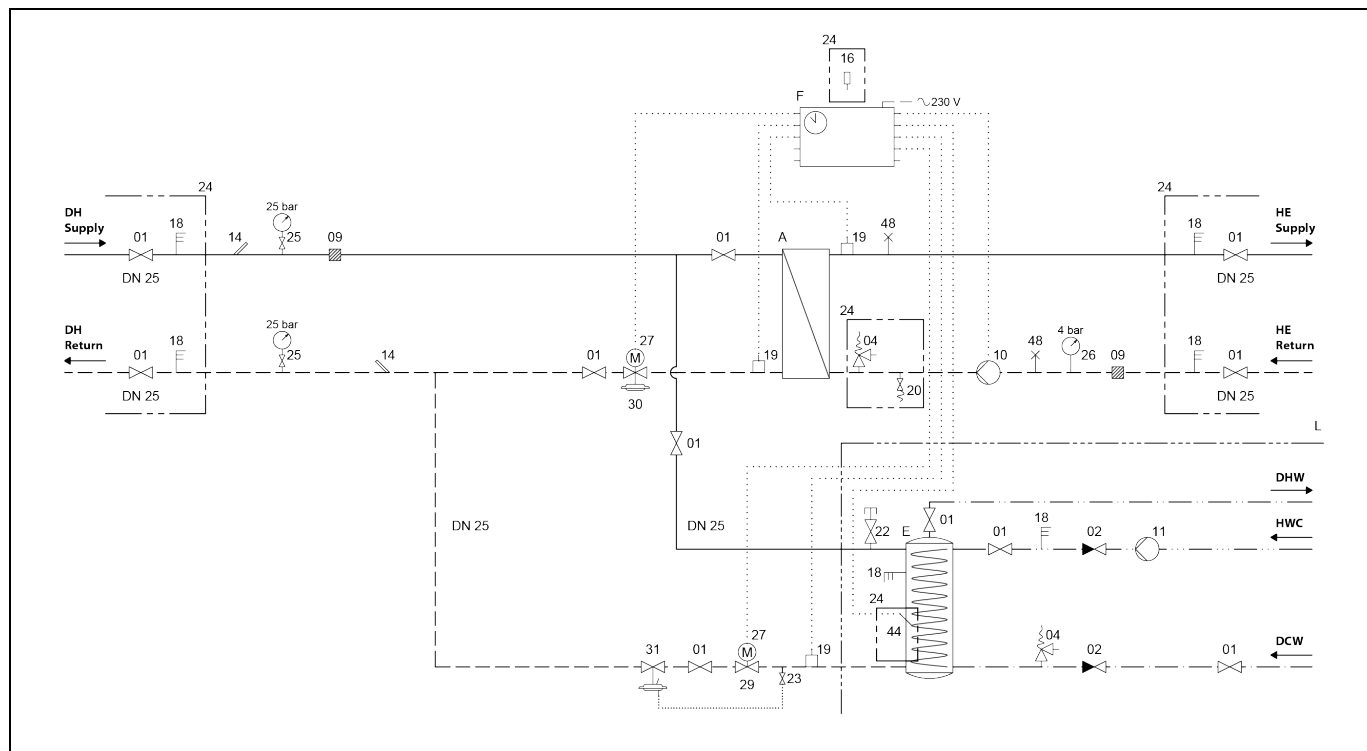 24
16
F
230 V
24
24
DH
Supply
18
01
14
25 bar
25
09
01
A
19
48
18
01
HE
Supply
DN 25
DN 25
DH
Return
18
01
25 bar
25
14
01
27
M
30
19
24
04
20
10
48
4 bar
26
09
18
01
HE
Return
DN 25
DN 25
01
L
DHW
DN 25
DN 25
22
E
01
01
18
02
11
HWC
18
24
44
31
01
27
M
29
23
19
04
02
01
DCW